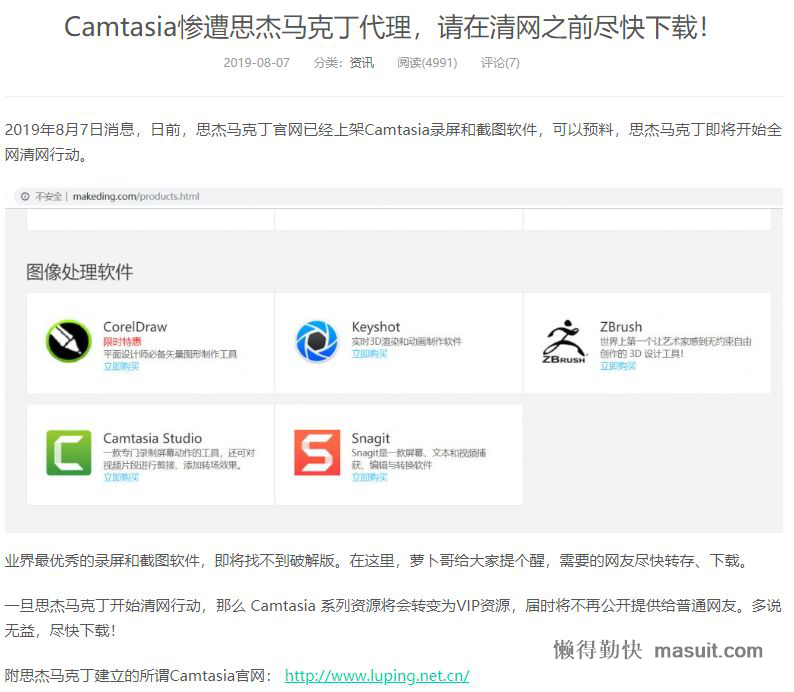 Camtasia惨遭思杰马克丁代理，请在清网之前尽快下载！
2019-08-07 分类：资讯 阅读(4991) 评论(7)
2019年8月7日消息，日前，思杰马克丁官网已经上架Camtasia录屏和截图软件，可以预料，思杰马克丁即将开始全
网清网行动。
不安全 | makeding.com/products.html
图像处理软件
CorelDraw
限时特惠
平面设计师必备矢量图形制作工具
立即购买
Keyshot
实时3D渲染和动画制作软件
立即购买
ZBRUSH
ZBrush
世界上第一个让艺术家感到无约束自由
创作的 3D 设计工具！
立即购买
Camtasia Studio
一款专门录制屏幕动作的工具，还可对
视频片段进行剪接、添加转场效果。
立即购买
Snagit
Snagit是一款屏幕、文本和视频捕
获、编辑与转换软件
立即购买
业界最优秀的录屏和截图软件，即将找不到破解版。在这里，萝卜哥给大家提个醒，需要的网友尽快转存、下载。
一旦思杰马克丁开始清网行动，那么 Camtasia 系列资源将会转变为VIP资源，届时将不再公开提供给普通网友。多说
无益，尽快下载！
懒得勤快 masuit.com
附思杰马克丁建立的所谓Camtasia官网： http://www.luping.net.cn/